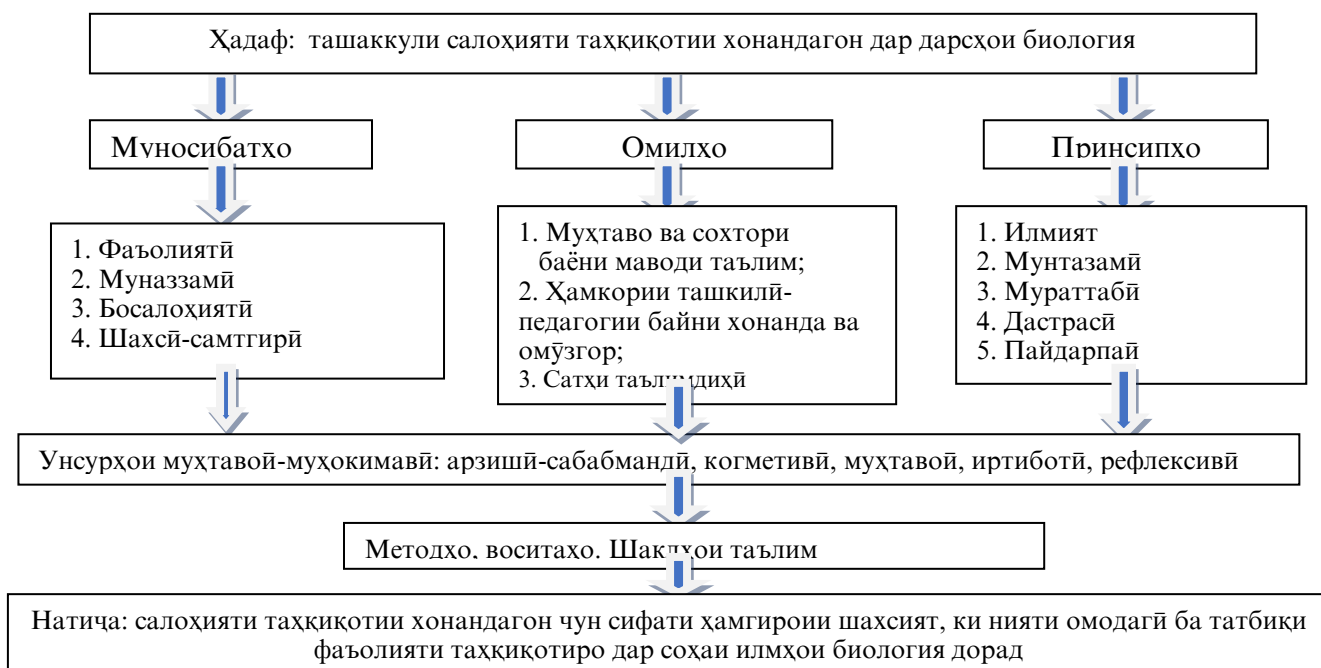 Ҳадаф: ташаккули салоҳияти таҳқиқотии хонандагон дар дарсҳои биология
Муносибатҳо
Омилҳо
Принсипҳо
1. Фаъолиятӣ
2. Муназзамӣ
3. Босалоҳиятӣ
4. Шахсӣ-самтгирӣ
1. Муҳтаво ва сохтори
баёни маводи таълим;
2. Ҳамкории ташкилӣ-
педагогии байни хонанда ва
омӯзгор;
3. Сатҳи таълимдиҳӣ
1. Илмият
2. Мунтазамӣ
3. Мураттабӣ
4. Дастрасӣ
5. Пайдарпаӣ
Унсурҳои муҳтавоӣ-муҳокимавӣ: арзишӣ-сабабмандӣ, когметивӣ, муҳтавоӣ, иртиботӣ, рефлексивӣ
Методҳо, воситаҳо. Шаклҳои таълим
Натиҷа: салоҳияти таҳқиқотии хонандагон чун сифати ҳамгироии шахсият, ки нияти омодагӣ ба татбиқи
фаъолияти таҳқиқотиро дар соҳаи илмҳои биология дорад